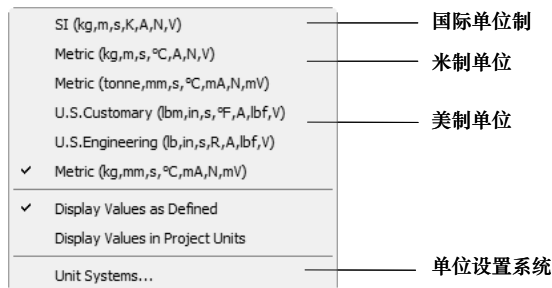 SI (kg,m,s,K,A,N,V)
国际单位制
Metric (kg,m,s,℃,A,N,V)
米制单位
Metric (tonne,mm,s,℃,mA,N,mV)
U.S.Customary (lbm,in,s,℉,A,lbf,V)
美制单位
U.S.Engineering (lb,in,s,R,A,lbf,V)
✓ Metric (kg,mm,s,℃,mA,N,mV)
✓ Display Values as Defined
Display Values in Project Units
Unit Systems...
单位设置系统